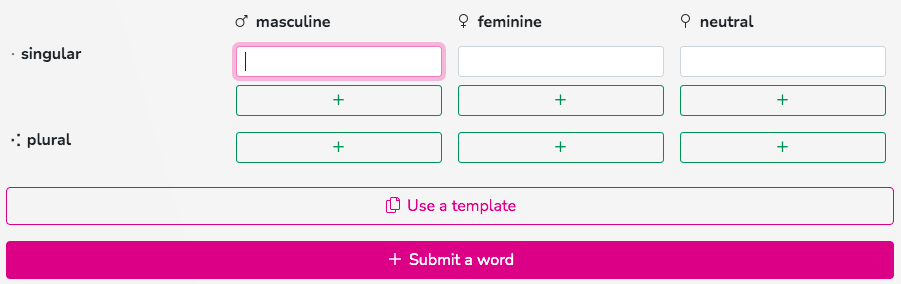 ♂ masculine ♀ feminine ⚲ neutral
· singular
+ + +
⁖ plural
+ + +
Use a template
+ Submit a word